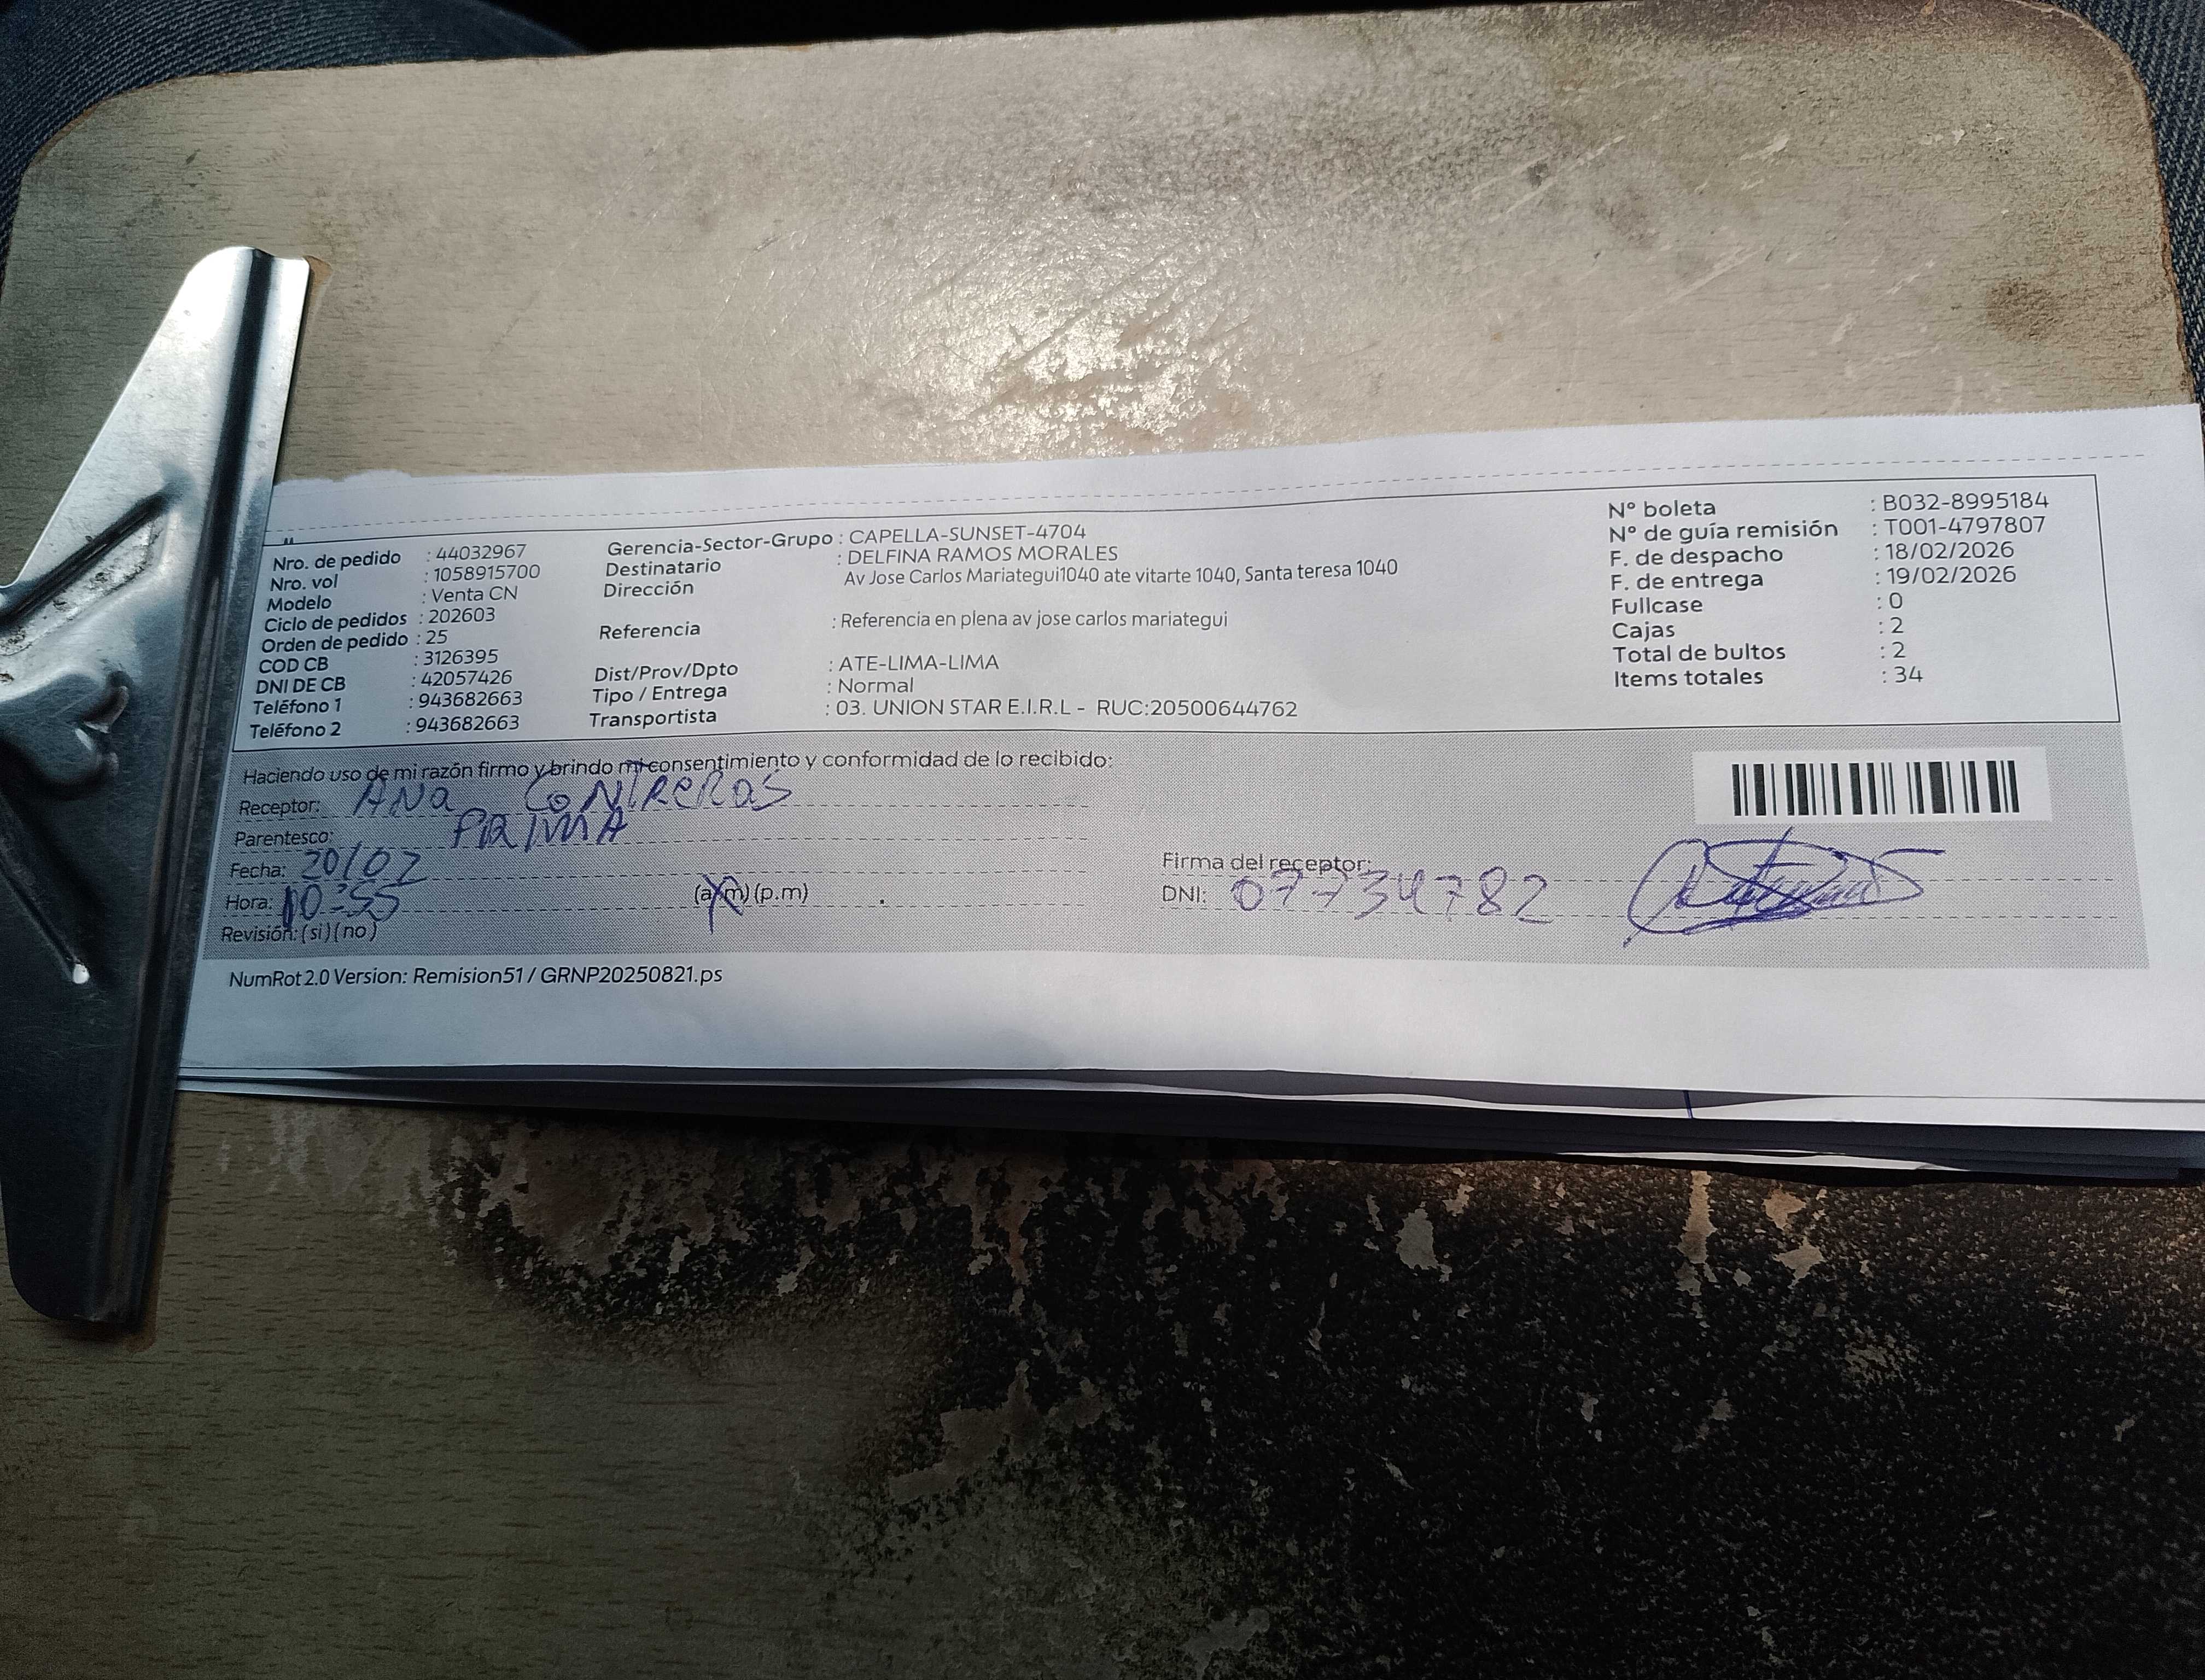 Nro. de pedido : 44032967
Nro. vol : 1058915700
Modelo : Venta CN
Ciclo de pedidos : 202603
Orden de pedido : 25
COD CB : 3126395
DNI DE CB : 42057426
Teléfono 1 : 943682663
Teléfono 2 : 943682663
Gerencia-Sector-Grupo : CAPELLA-SUNSET-4704
Destinatario : DELFINA RAMOS MORALES
Dirección Av Jose Carlos Mariategui1040 ate vitarte 1040, Santa teresa 1040
Referencia : Referencia en plena av jose carlos mariategui
Dist/Prov/Dpto : ATE-LIMA-LIMA
Tipo / Entrega : Normal
Transportista : 03. UNION STAR E.I.R.L - RUC:20500644762
N° boleta : B032-8995184
N° de guía remisión : T001-4797807
F. de despacho : 18/02/2026
F. de entrega : 19/02/2026
Fullcase : 0
Cajas : 2
Total de bultos : 2
Items totales : 34
Haciendo uso de mi razón firmo y brindo mi consentimiento y conformidad de lo recibido:
Receptor: ANa CoNtReRas
Parentesco: PRIMA
Fecha: 20/02
Hora: 10:55 (a.m) (p.m)
Revisión: (si) (no)
Firma del receptor:
DNI: 07734782
NumRot2.0 Version: Remision51 / GRNP20250821.ps